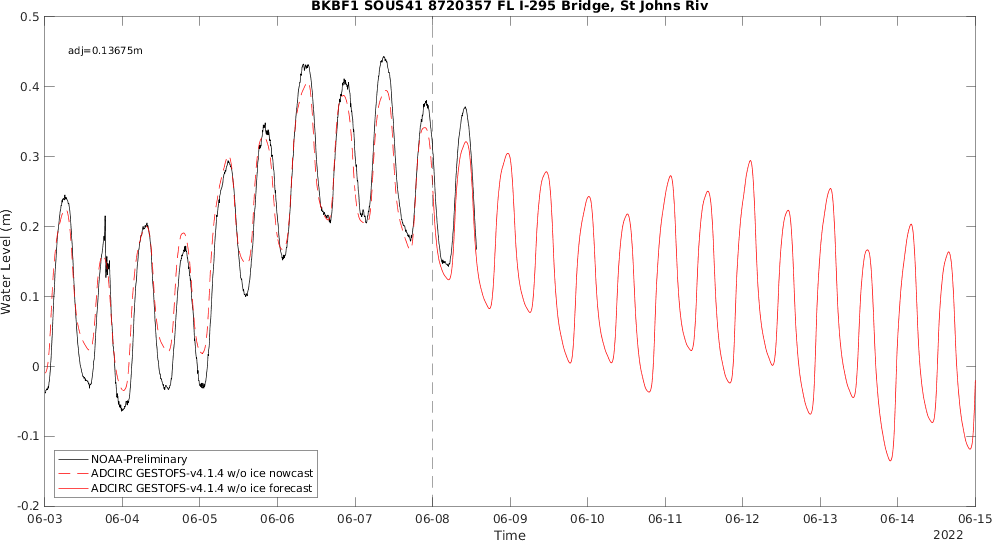 BKBF1 SOUS41 8720357 FL I-295 Bridge, St Johns Riv
adj=0.13675m
0.5
0.4
0.3
0.2
0.1
0
-0.1
-0.2
Water Level (m)
NOAA-Preliminary
ADCIRC GESTOFS-v4.1.4 w/o ice nowcast
ADCIRC GESTOFS-v4.1.4 w/o ice forecast
06-03 06-04 06-05 06-06 06-07 06-08 06-09 06-10 06-11 06-12 06-13 06-14 06-15
Time
2022